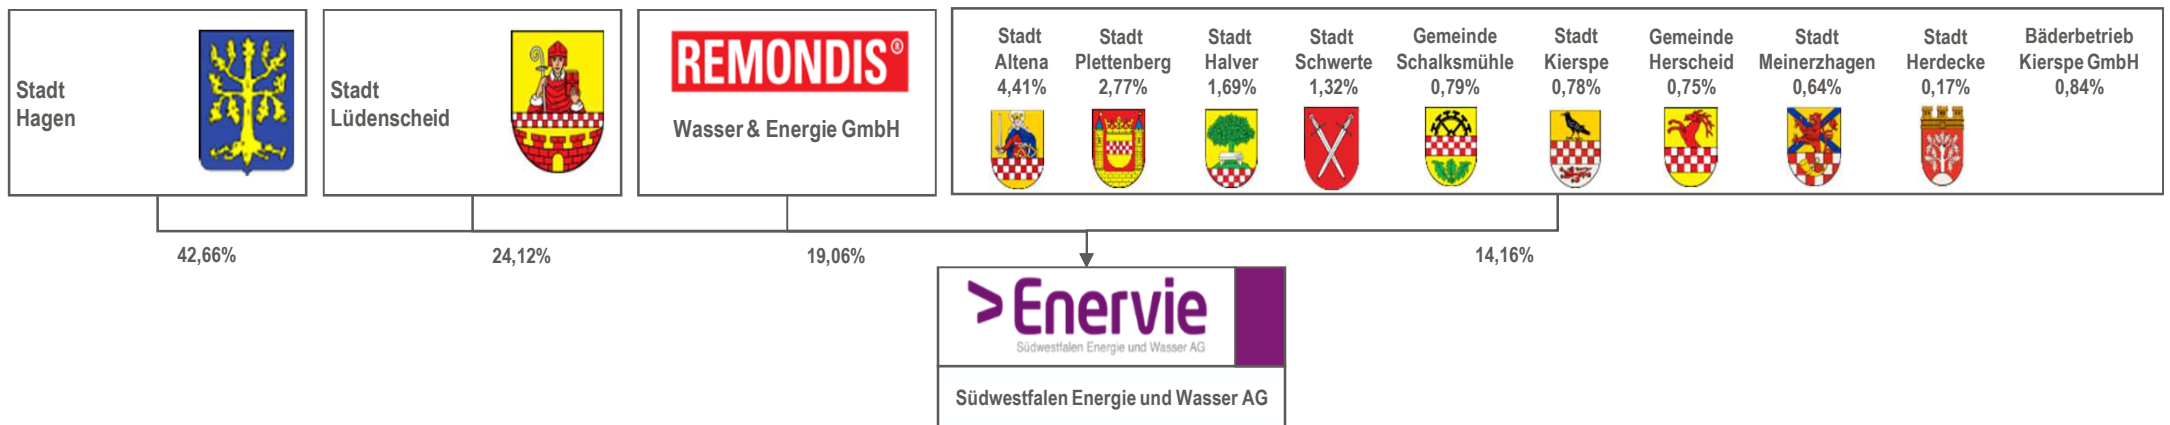 Stadt
Hagen
Stadt
Lüdenscheid
REMONDIS®
Wasser & Energie GmbH
Stadt
Altena
4,41%
Stadt
Plettenberg
2,77%
Stadt
Halver
1,69%
Stadt
Schwerte
1,32%
Gemeinde
Schalksmühle
0,79%
Stadt
Kierspe
0,78%
Gemeinde
Herscheid
0,75%
Stadt
Meinerzhagen
0,64%
Stadt
Herdecke
0,17%
Bäderbetrieb
Kierspe GmbH
0,84%
42,66%
24,12%
19,06%
14,16%
>Enervie
Südwestfalen Energie und Wasser AG
Südwestfalen Energie und Wasser AG